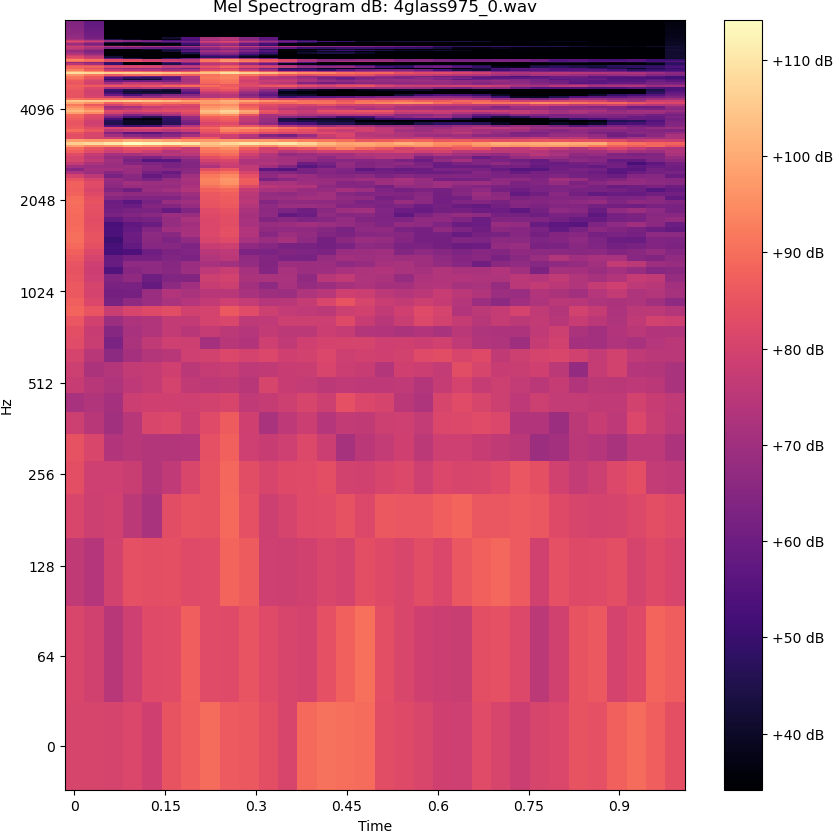 Mel Spectrogram dB: 4glass975_0.wav
+110 dB
4096
+100 dB
2048
+90 dB
1024
+80 dB
512
Hz
+70 dB
256
+60 dB
128
+50 dB
64
+40 dB
0
0 0.15 0.3 0.45 0.6 0.75 0.9
Time